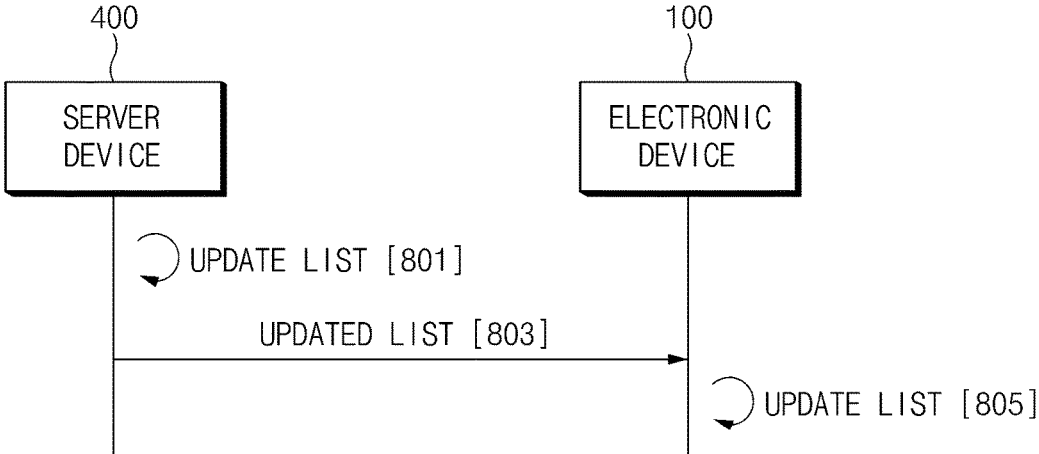 400
100
SERVER
DEVICE
ELECTRONIC
DEVICE
UPDATE LIST [801]
UPDATED LIST [803]
UPDATE LIST [805]